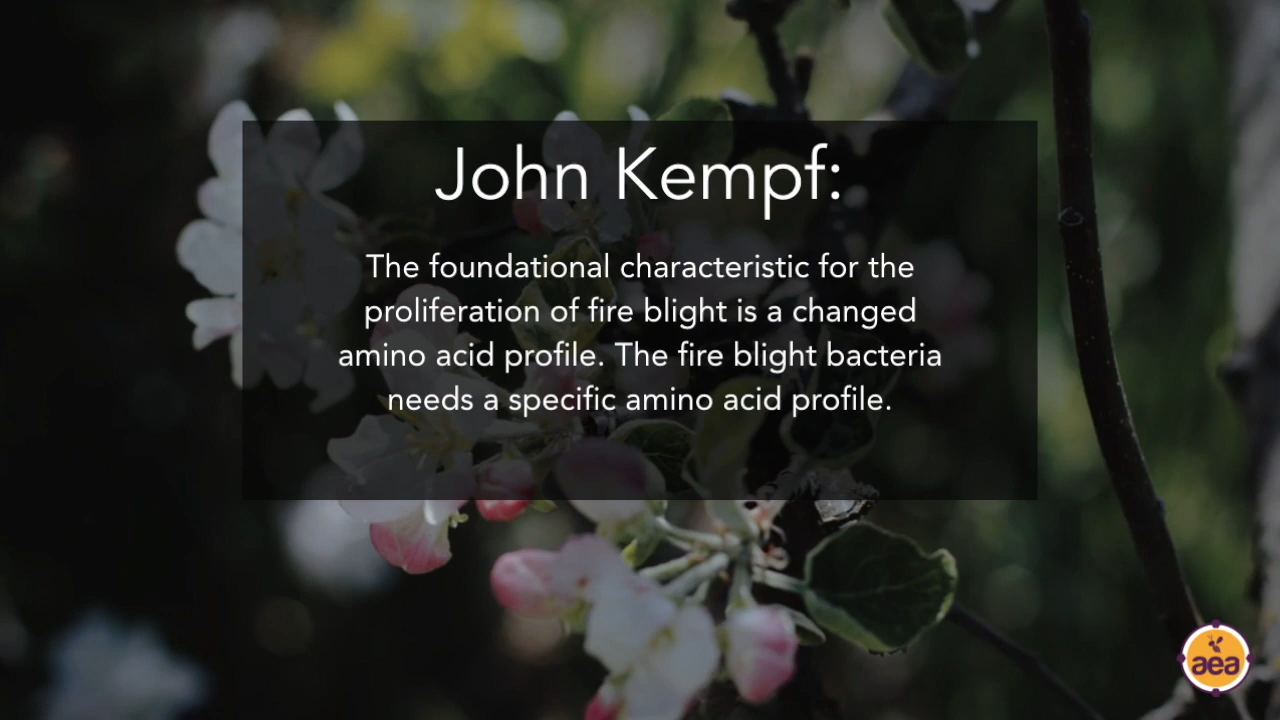 John Kempf:
The foundational characteristic for the
proliferation of fire blight is a changed
amino acid profile. The fire blight bacteria
needs a specific amino acid profile.
aea